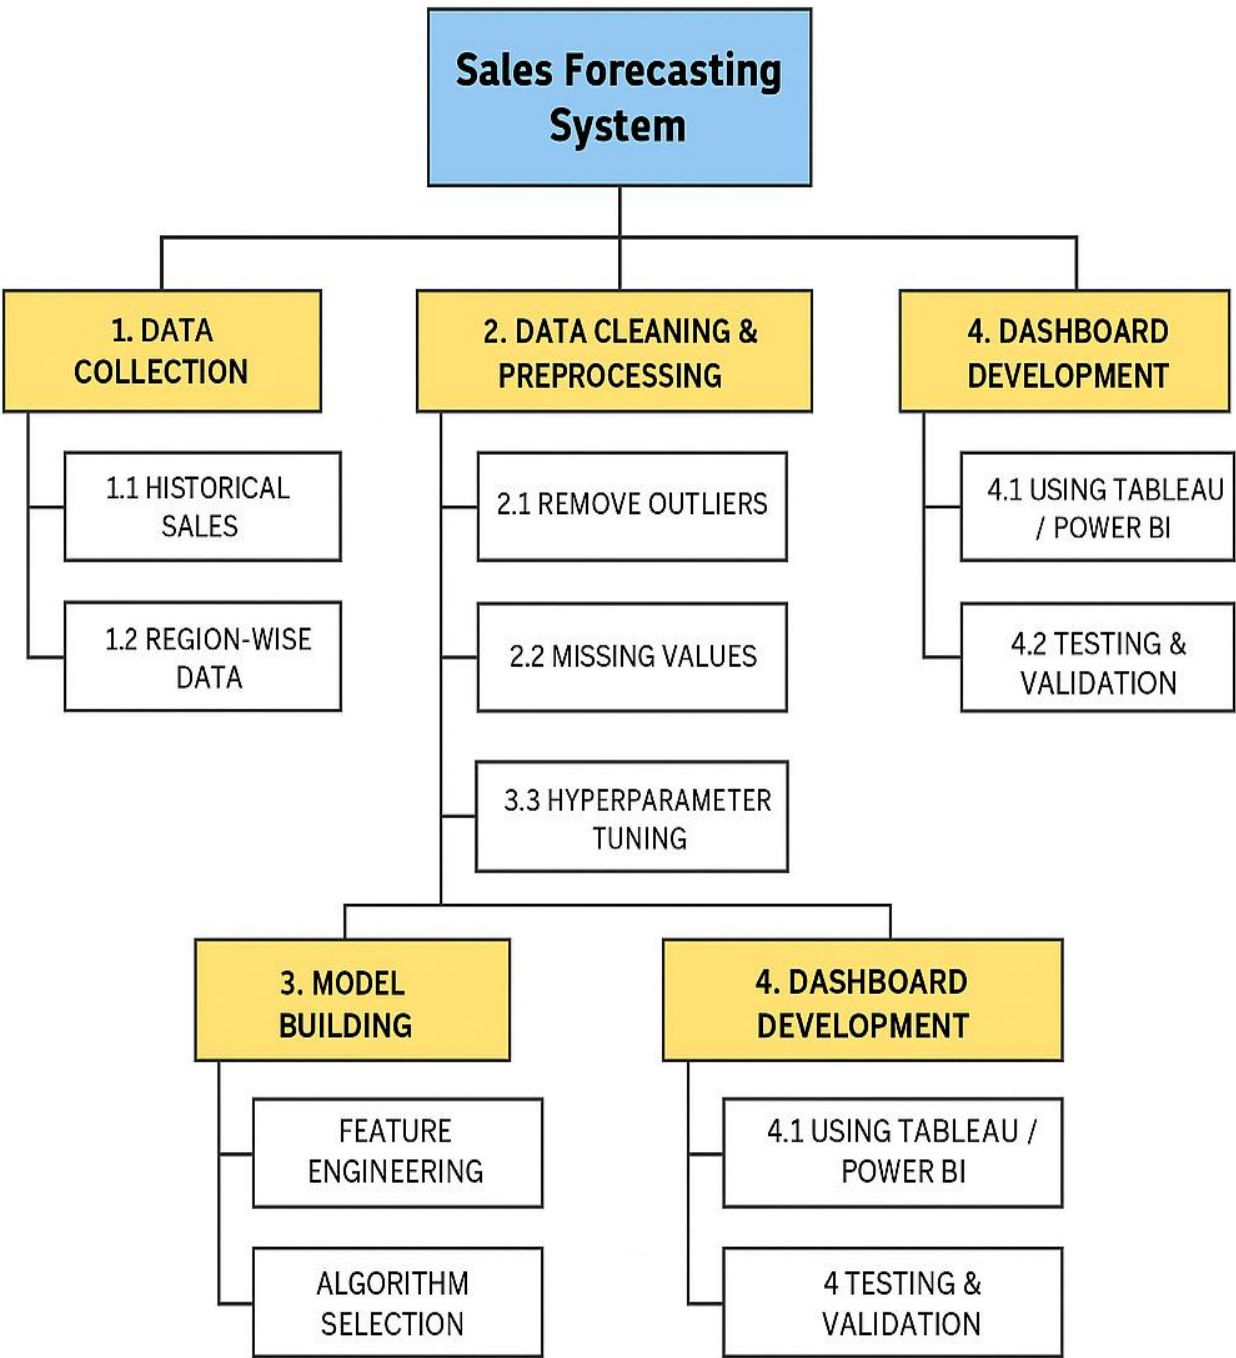 Sales Forecasting
System
1. DATA
COLLECTION
2. DATA CLEANING &
PREPROCESSING
4. DASHBOARD
DEVELOPMENT
1.1 HISTORICAL
SALES
2.1 REMOVE OUTLIERS
4.1 USING TABLEAU
/ POWER BI
1.2 REGION-WISE
DATA
2.2 MISSING VALUES
4.2 TESTING &
VALIDATION
3.3 HYPERPARAMETER
TUNING
3. MODEL
BUILDING
4. DASHBOARD
DEVELOPMENT
FEATURE
ENGINEERING
4.1 USING TABLEAU /
POWER BI
ALGORITHM
SELECTION
4 TESTING &
VALIDATION